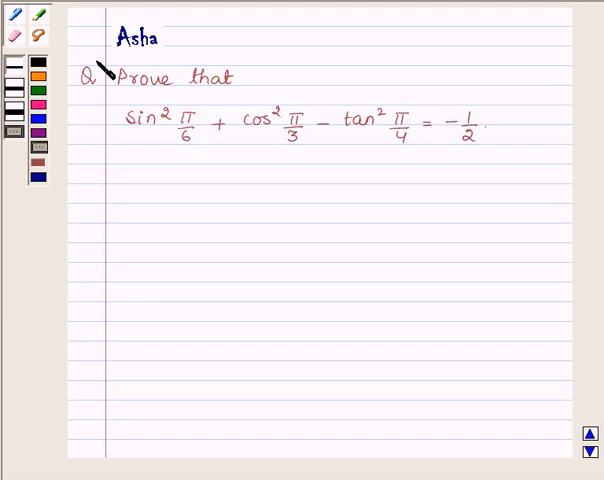 Asha
Q Prove that
sin² π/6 + cos² π/3 − tan² π/4 = −1/2.